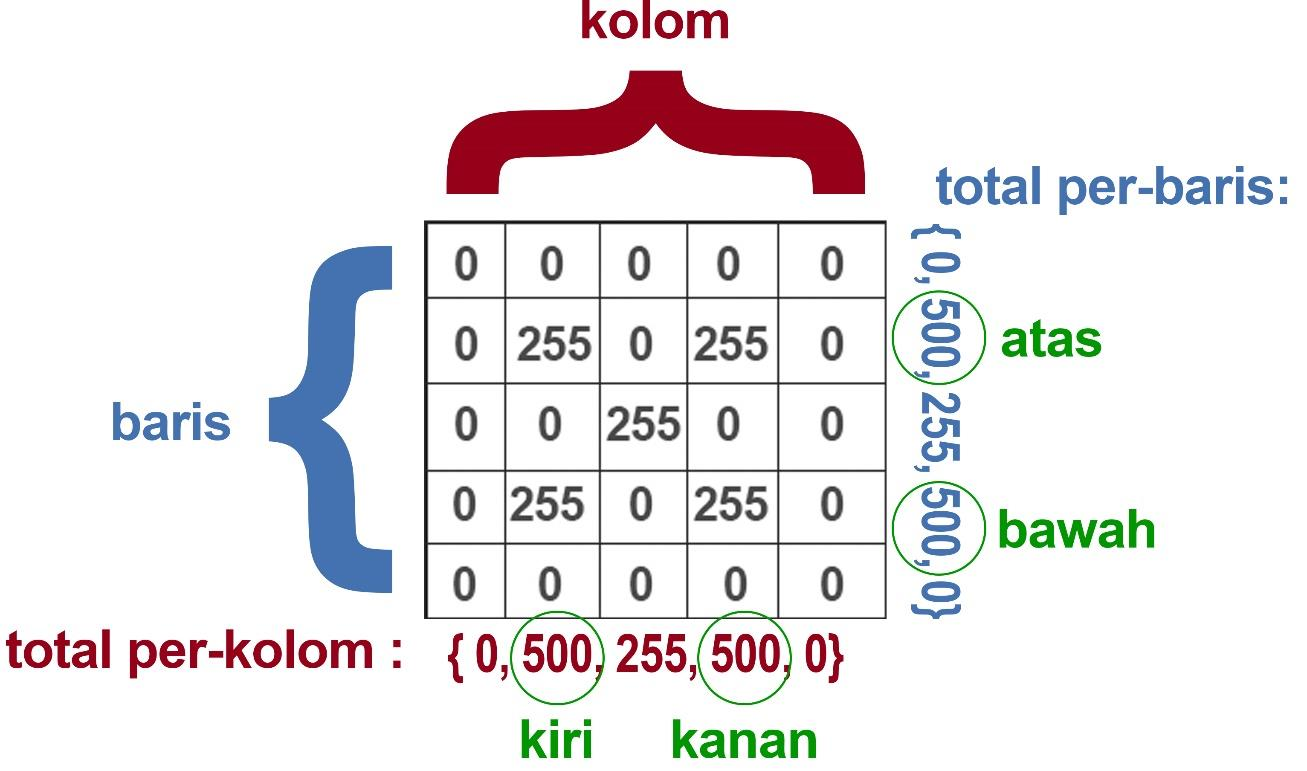 kolom
total per-baris:
{ 0, 500, 255, 500, 0}
0 0 0 0 0
0 255 0 255 0
atas
baris
0 0 255 0 0
0 255 0 255 0
bawah
0 0 0 0 0
total per-kolom : { 0, 500, 255, 500, 0}
kiri kanan